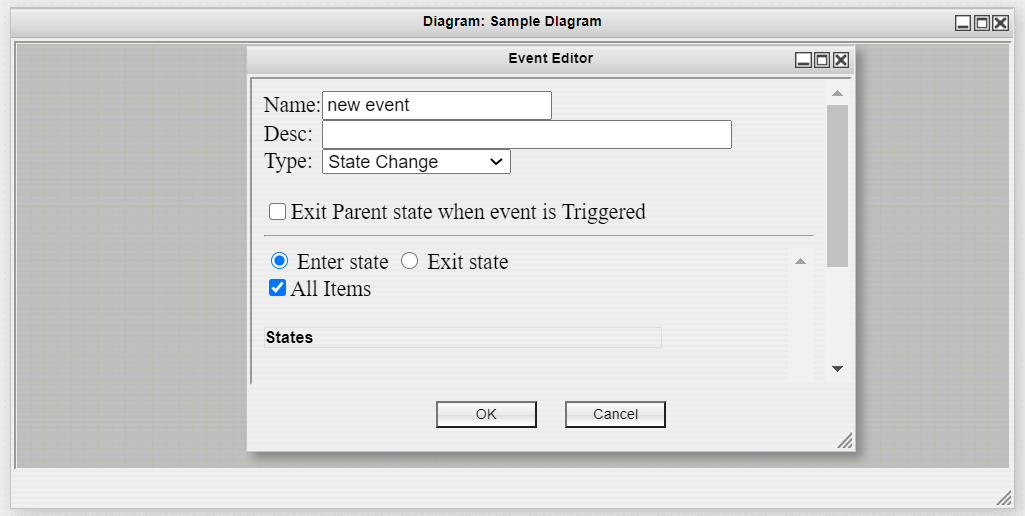 Diagram: Sample Diagram
Event Editor
Name: new event
Desc:
Type: State Change
Exit Parent state when event is Triggered
Enter state Exit state
All Items
States
OK Cancel